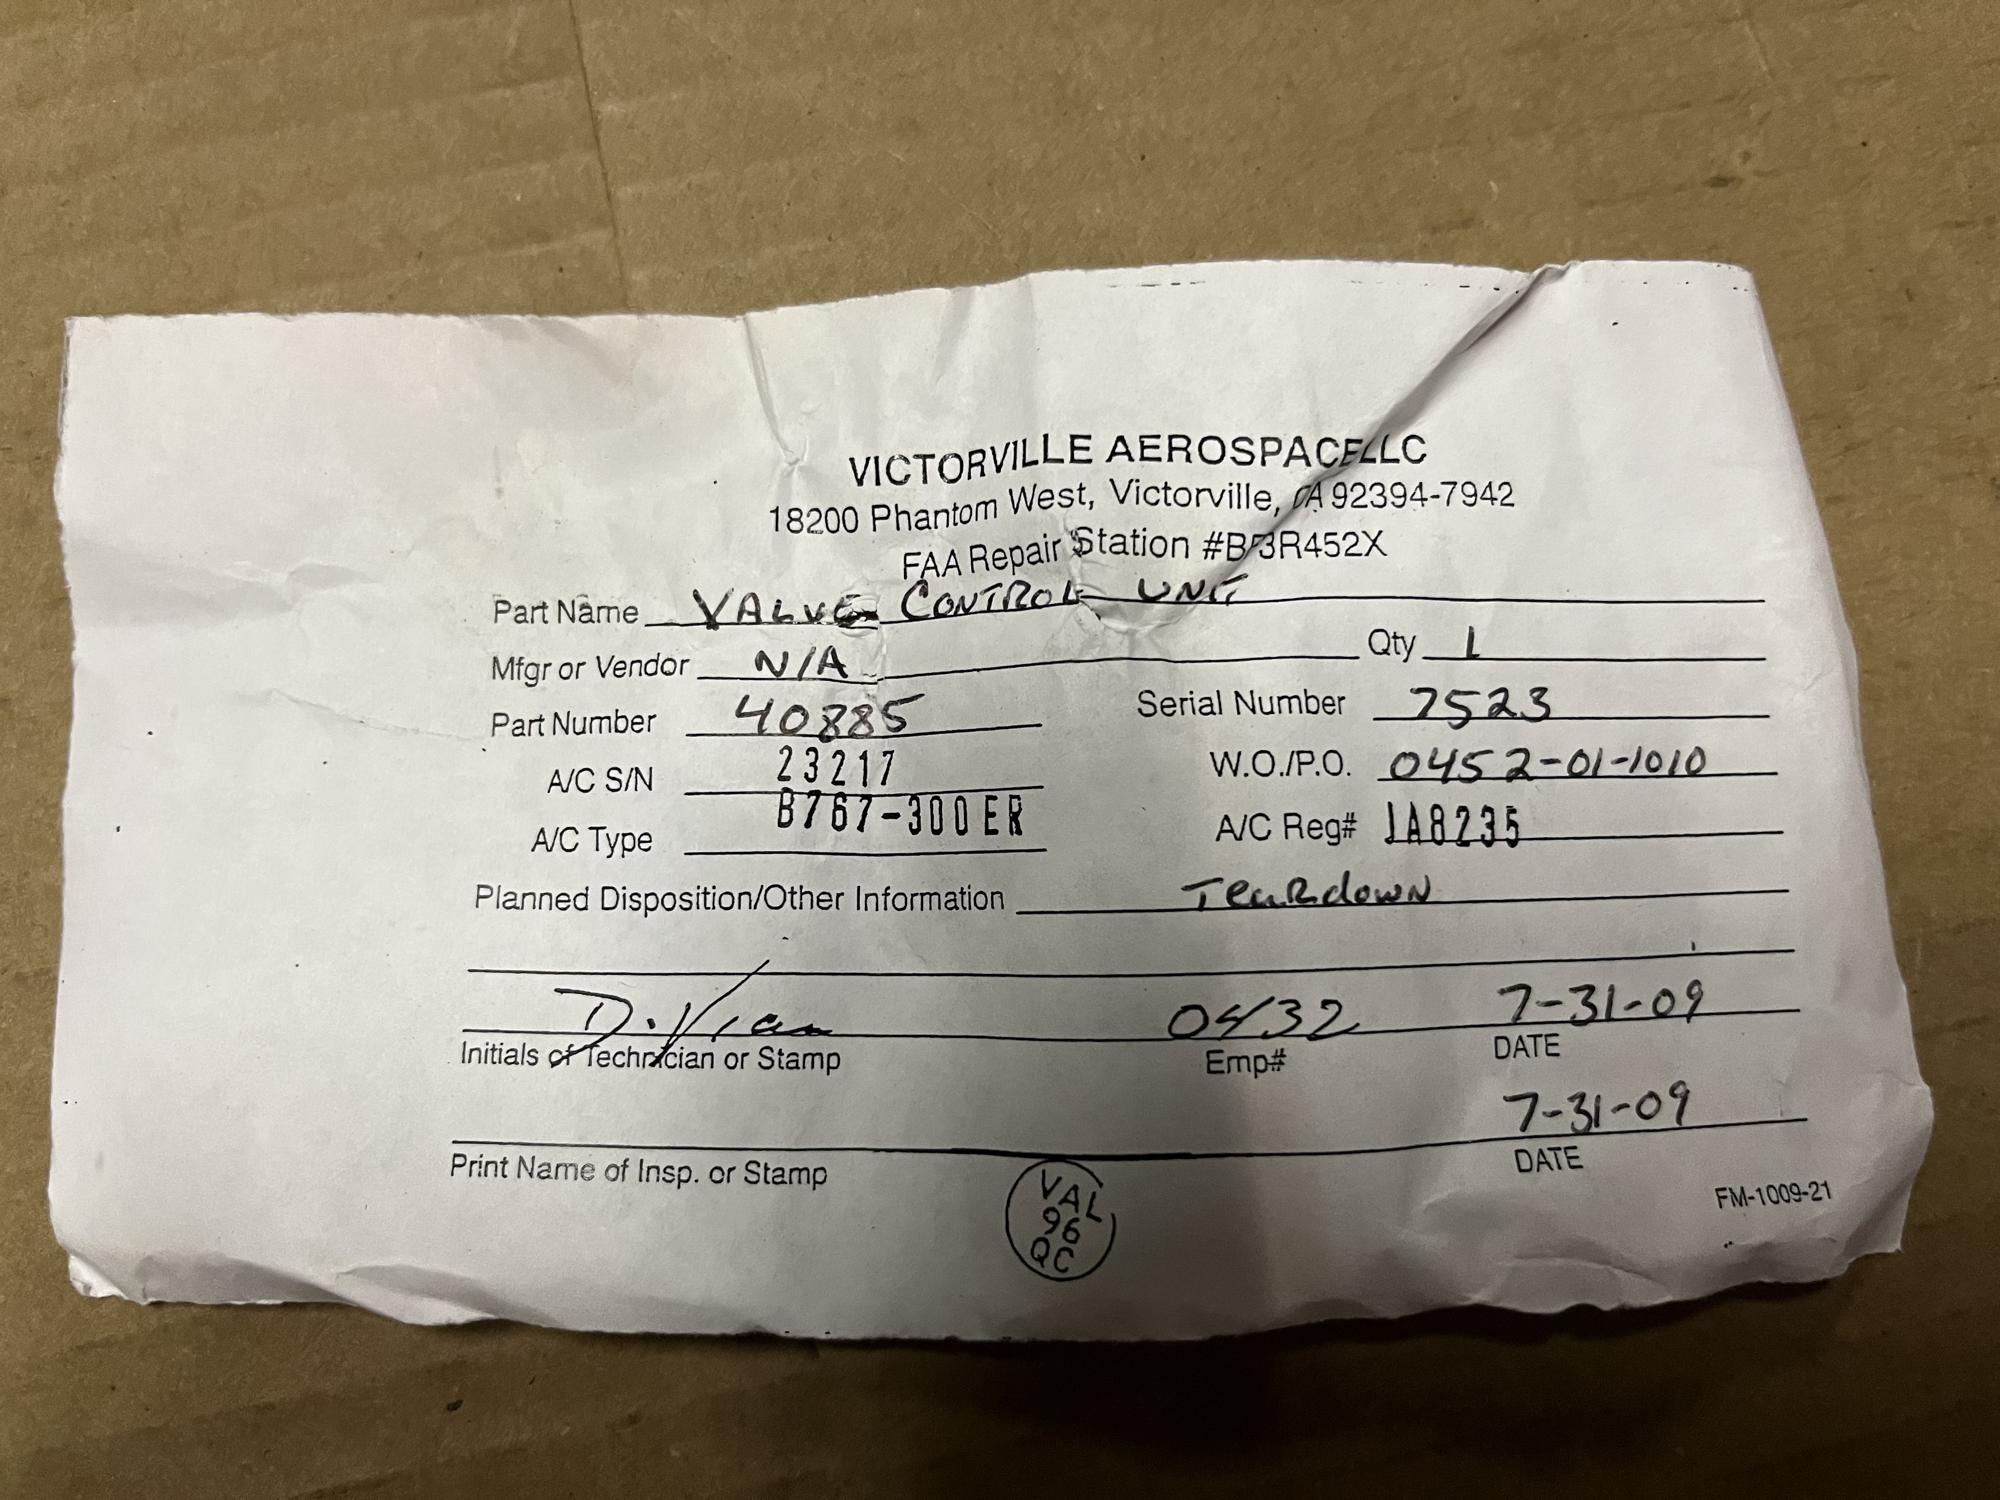 VICTORVILLE AEROSPACE LLC
18200 Phantom West, Victorville, CA 92394-7942
FAA Repair Station #BF3R452X
Part Name VALVE CONTROL UNIT
Mfgr or Vendor N/A Qty 1
Part Number 40885 Serial Number 7523
A/C S/N 23217 W.O./P.O. 0452-01-1010
A/C Type B767-300ER A/C Reg# JA8235
Planned Disposition/Other Information TeaRdowN
04132 7-31-09
Initials of Technician or Stamp Emp# DATE
7-31-09
Print Name of Insp. or Stamp DATE
VAL
96
QC
FM-1009-21